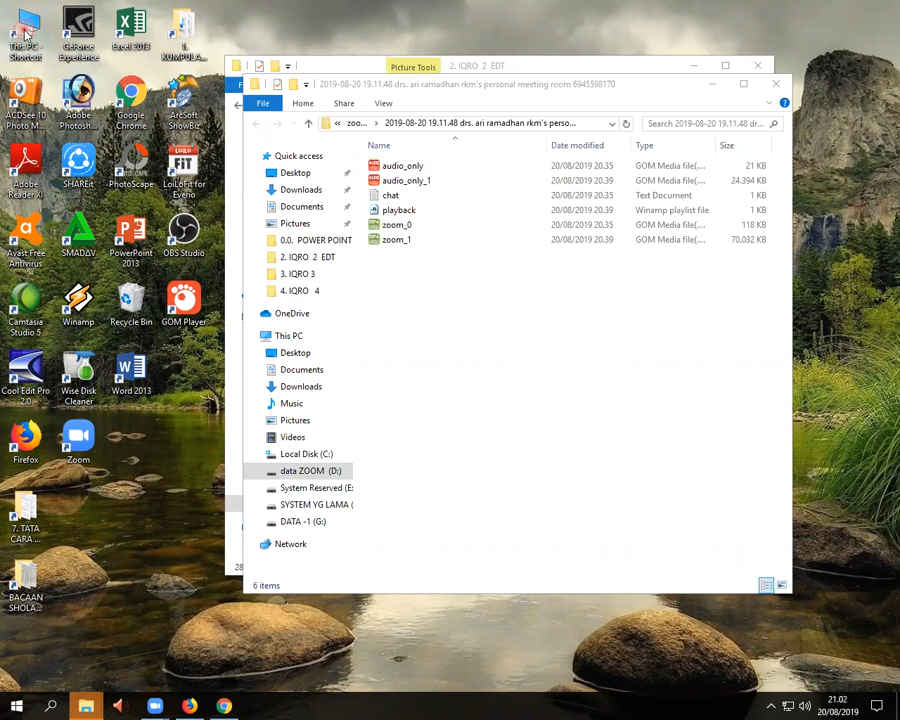 This PC - Shortcut
GeForce Experience
Excel 2013
1. KUMPULA...
ACDSee 10 Photo M...
Adobe Photosh...
Google Chrome
ArcSoft ShowBiz
Adobe Reader XI
SHAREit
PhotoScape
LoiLoFit for Everio
Avast Free Antivirus
SMADAV
PowerPoint 2013
OBS Studio
Camtasia Studio 5
Winamp
Recycle Bin
GOM Player
Cool Edit Pro 2.0
Wise Disk Cleaner
Word 2013
Firefox
Zoom
7. TATA CARA ...
BACAAN SHOLA...
Picture Tools
2. IQRO 2 EDT
2019-08-20 19.11.48 drs. ari ramadhan rkm's personal meeting room 6945598170
File Home Share View
« zoo... › 2019-08-20 19.11.48 drs. ari ramadhan rkm's perso...
Search 2019-08-20 19.11.48 dr...
Name Date modified Type Size
audio_only 20/08/2019 20.35 GOM Media file(.... 21 KB
audio_only_1 20/08/2019 20.39 GOM Media file(.... 24.394 KB
chat 20/08/2019 20.35 Text Document 1 KB
playback 20/08/2019 20.39 Winamp playlist file 1 KB
zoom_0 20/08/2019 20.35 GOM Media file(.... 118 KB
zoom_1 20/08/2019 20.39 GOM Media file(.... 70.032 KB
Quick access
Desktop
Downloads
Documents
Pictures
0.0. POWER POINT
2. IQRO 2 EDT
3. IQRO 3
4. IQRO 4
OneDrive
This PC
Desktop
Documents
Downloads
Music
Pictures
Videos
Local Disk (C:)
data ZOOM (D:)
System Reserved (E:
SYSTEM YG LAMA (
DATA -1 (G:)
Network
28
6 items
21.02
20/08/2019